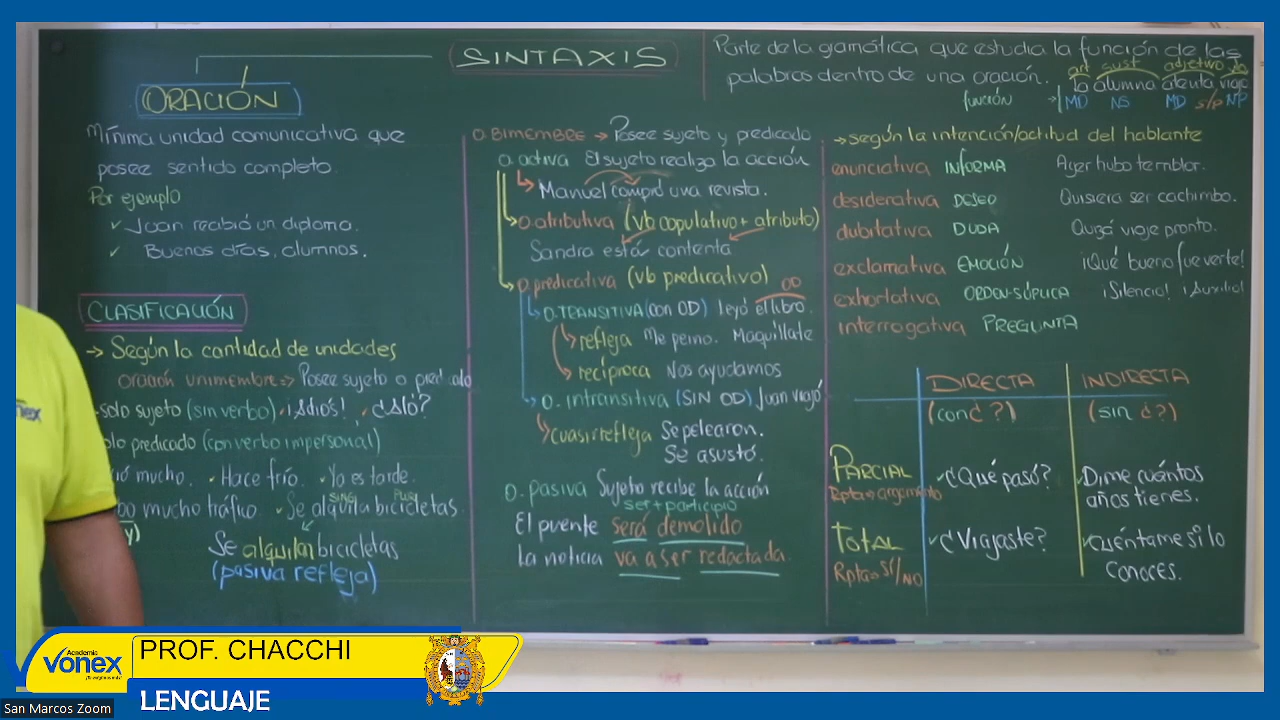 SINTAXIS
Parte de la gramática que estudia la función de las
palabras dentro de una oración.
art sust adjetivo vb
la alumna atenta viajó
función → MD NS MD S/P NP
ORACIÓN
Mínima unidad comunicativa que
posee sentido completo.
Por ejemplo
✓ Juan recibió un diploma.
✓ Buenos días, alumnos.
CLASIFICACIÓN
→ Según la cantidad de unidades
oración unimembre => Posee sujeto o predicado
solo sujeto (sin verbo) • ¡Adiós! • ¿Aló?
predicado (con verbo impersonal)
mucho. • Hace frío. • Ya es tarde.
SING PLUR
mucho tráfico. • Se alquila bicicletas.
Se alquilan bicicletas
(pasiva refleja)
O. BIMEMBRE → Posee sujeto y predicado
O. activa El sujeto realiza la acción
Manuel compró una revista.
O. atributiva (vb copulativo + atributo)
Sandra está contenta
O. predicativa (vb predicativo)
OD
O. TRANSITIVA (con OD) leyó el libro.
refleja Me peino. Maquíllate
recíproca Nos ayudamos
O. intransitiva (SIN OD) Juan viajó
cuasirrefleja Se pelearon.
Se asustó.
O. pasiva Sujeto recibe la acción
ser + participio
El puente será demolido
La noticia va a ser redactada.
→ según la intención/actitud del hablante
enunciativa INFORMA Ayer hubo temblor.
desiderativa DESEO Quisiera ser cachimbo.
dubitativa DUDA Quizá viaje pronto.
exclamativa EMOCIÓN ¡Qué bueno fue verte!
exhortativa ORDEN-SÚPLICA ¡Silencio! ¡Auxilio!
interrogativa PREGUNTA
DIRECTA INDIRECTA
(con ¿?) (sin ¿?)
PARCIAL ✓ ¿Qué pasó? ✓ Dime cuántos
Rpta = argumento años tienes.
TOTAL ✓ ¿Viajaste? ✓ Cuéntame si lo
Rpta = SÍ/NO conoces.
Academia
Vonex
PROF. CHACCHI
LENGUAJE
San Marcos Zoom